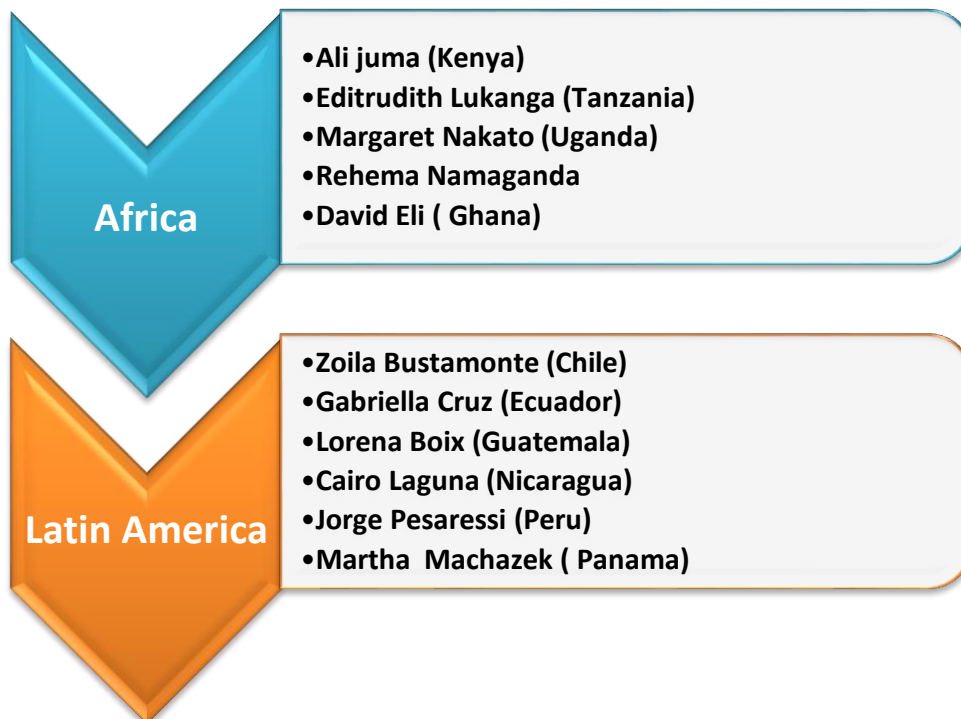 Africa
•Ali juma (Kenya)
•Editrudith Lukanga (Tanzania)
•Margaret Nakato (Uganda)
•Rehema Namaganda
•David Eli ( Ghana)
Latin America
•Zoila Bustamonte (Chile)
•Gabriella Cruz (Ecuador)
•Lorena Boix (Guatemala)
•Cairo Laguna (Nicaragua)
•Jorge Pesaressi (Peru)
•Martha  Machazek ( Panama)